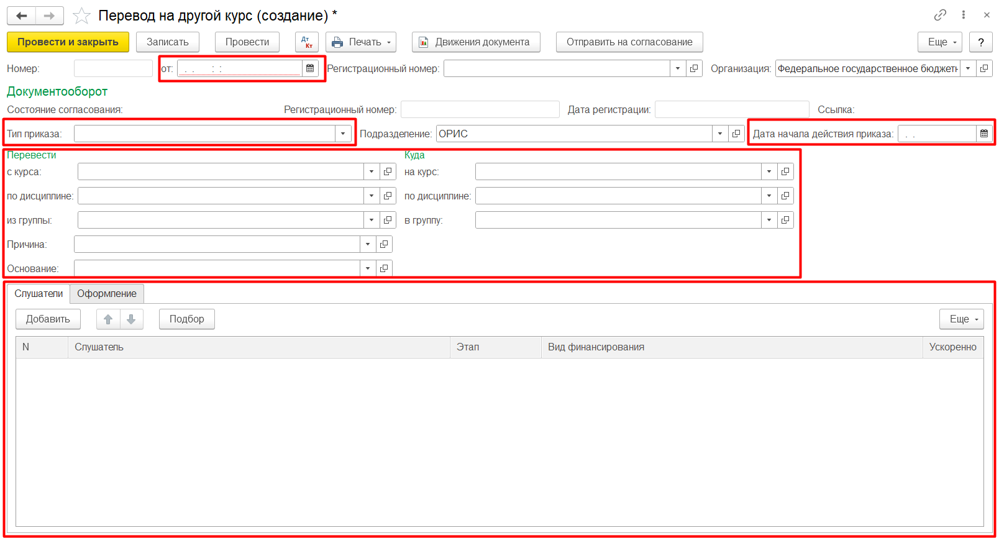 Перевод на другой курс (создание) *
Провести и закрыть Записать Провести Дт Кт Печать Движения документа Отправить на согласование Еще ?
Номер: от: . . : : Регистрационный номер: Организация: Федеральное государственное бюджетн
Документооборот
Состояние согласования: Регистрационный номер: Дата регистрации: Ссылка:
Тип приказа: Подразделение: ОРИС Дата начала действия приказа: . .
Перевести Куда
с курса: на курс:
по дисциплине: по дисциплине:
из группы: в группу:
Причина:
Основание:
Слушатели Оформление
Добавить Подбор Еще
N Слушатель Этап Вид финансирования Ускоренно